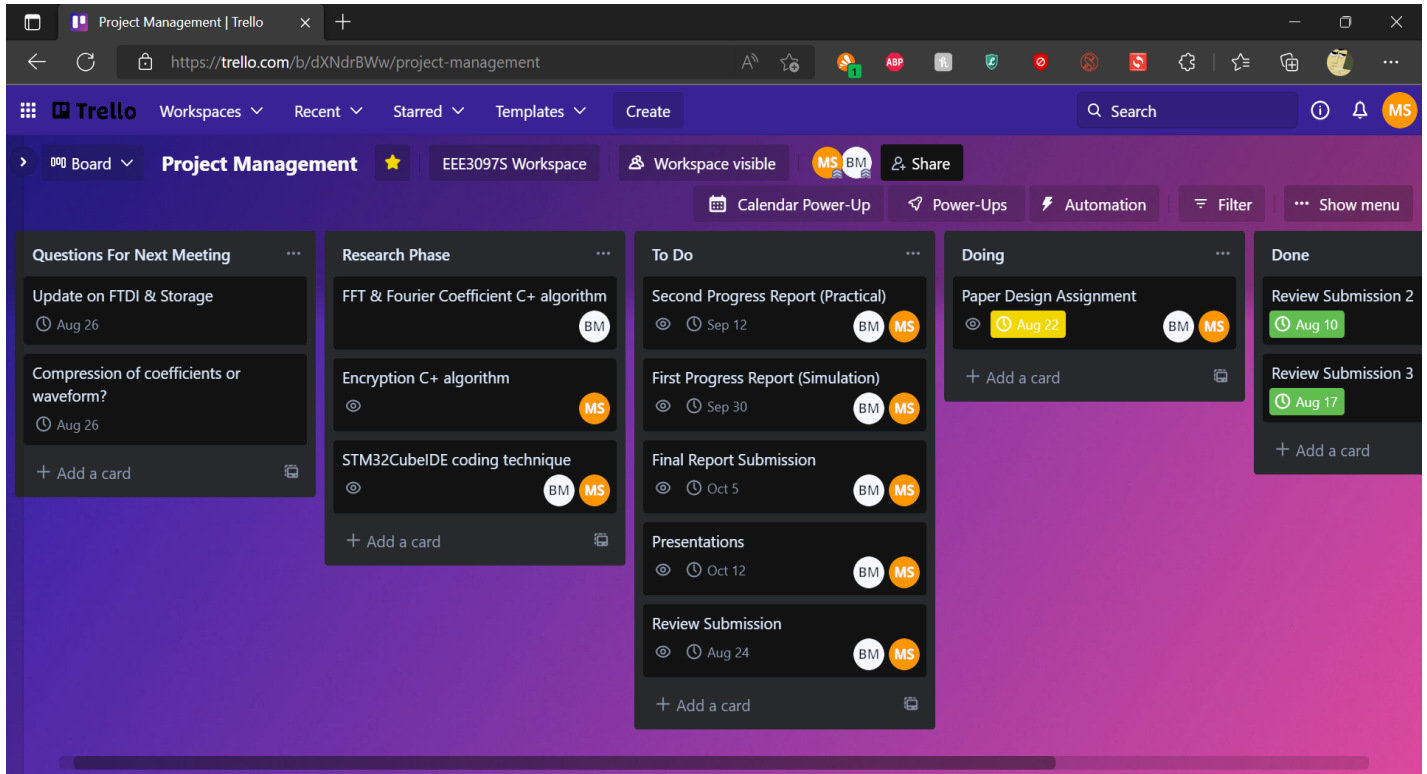 Project Management | Trello
https://trello.com/b/dXNdrBWw/project-management
ABP
1
Trello
Workspaces
Recent
Starred
Templates
Create
Search
MS
Board
Project Management
EEE3097S Workspace
Workspace visible
MS
BM
Share
Calendar Power-Up
Power-Ups
Automation
Filter
Show menu
Questions For Next Meeting
Update on FTDI & Storage
Aug 26
Compression of coefficients or
waveform?
Aug 26
+ Add a card
Research Phase
FFT & Fourier Coefficient C+ algorithm
BM
Encryption C+ algorithm
MS
STM32CubeIDE coding technique
BM MS
+ Add a card
To Do
Second Progress Report (Practical)
Sep 12 BM MS
First Progress Report (Simulation)
Sep 30 BM MS
Final Report Submission
Oct 5 BM MS
Presentations
Oct 12 BM MS
Review Submission
Aug 24 BM MS
+ Add a card
Doing
Paper Design Assignment
Aug 22 BM MS
+ Add a card
Done
Review Submission 2
Aug 10
Review Submission 3
Aug 17
+ Add a card